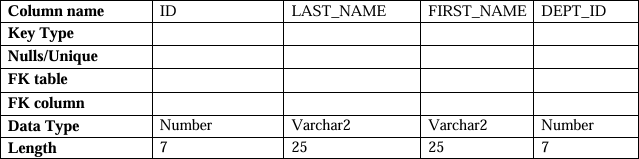 Column name ID LAST_NAME FIRST_NAME DEPT_ID
Key Type
Nulls/Unique
FK table
FK column
Data Type Number Varchar2 Varchar2 Number
Length 7 25 25 7